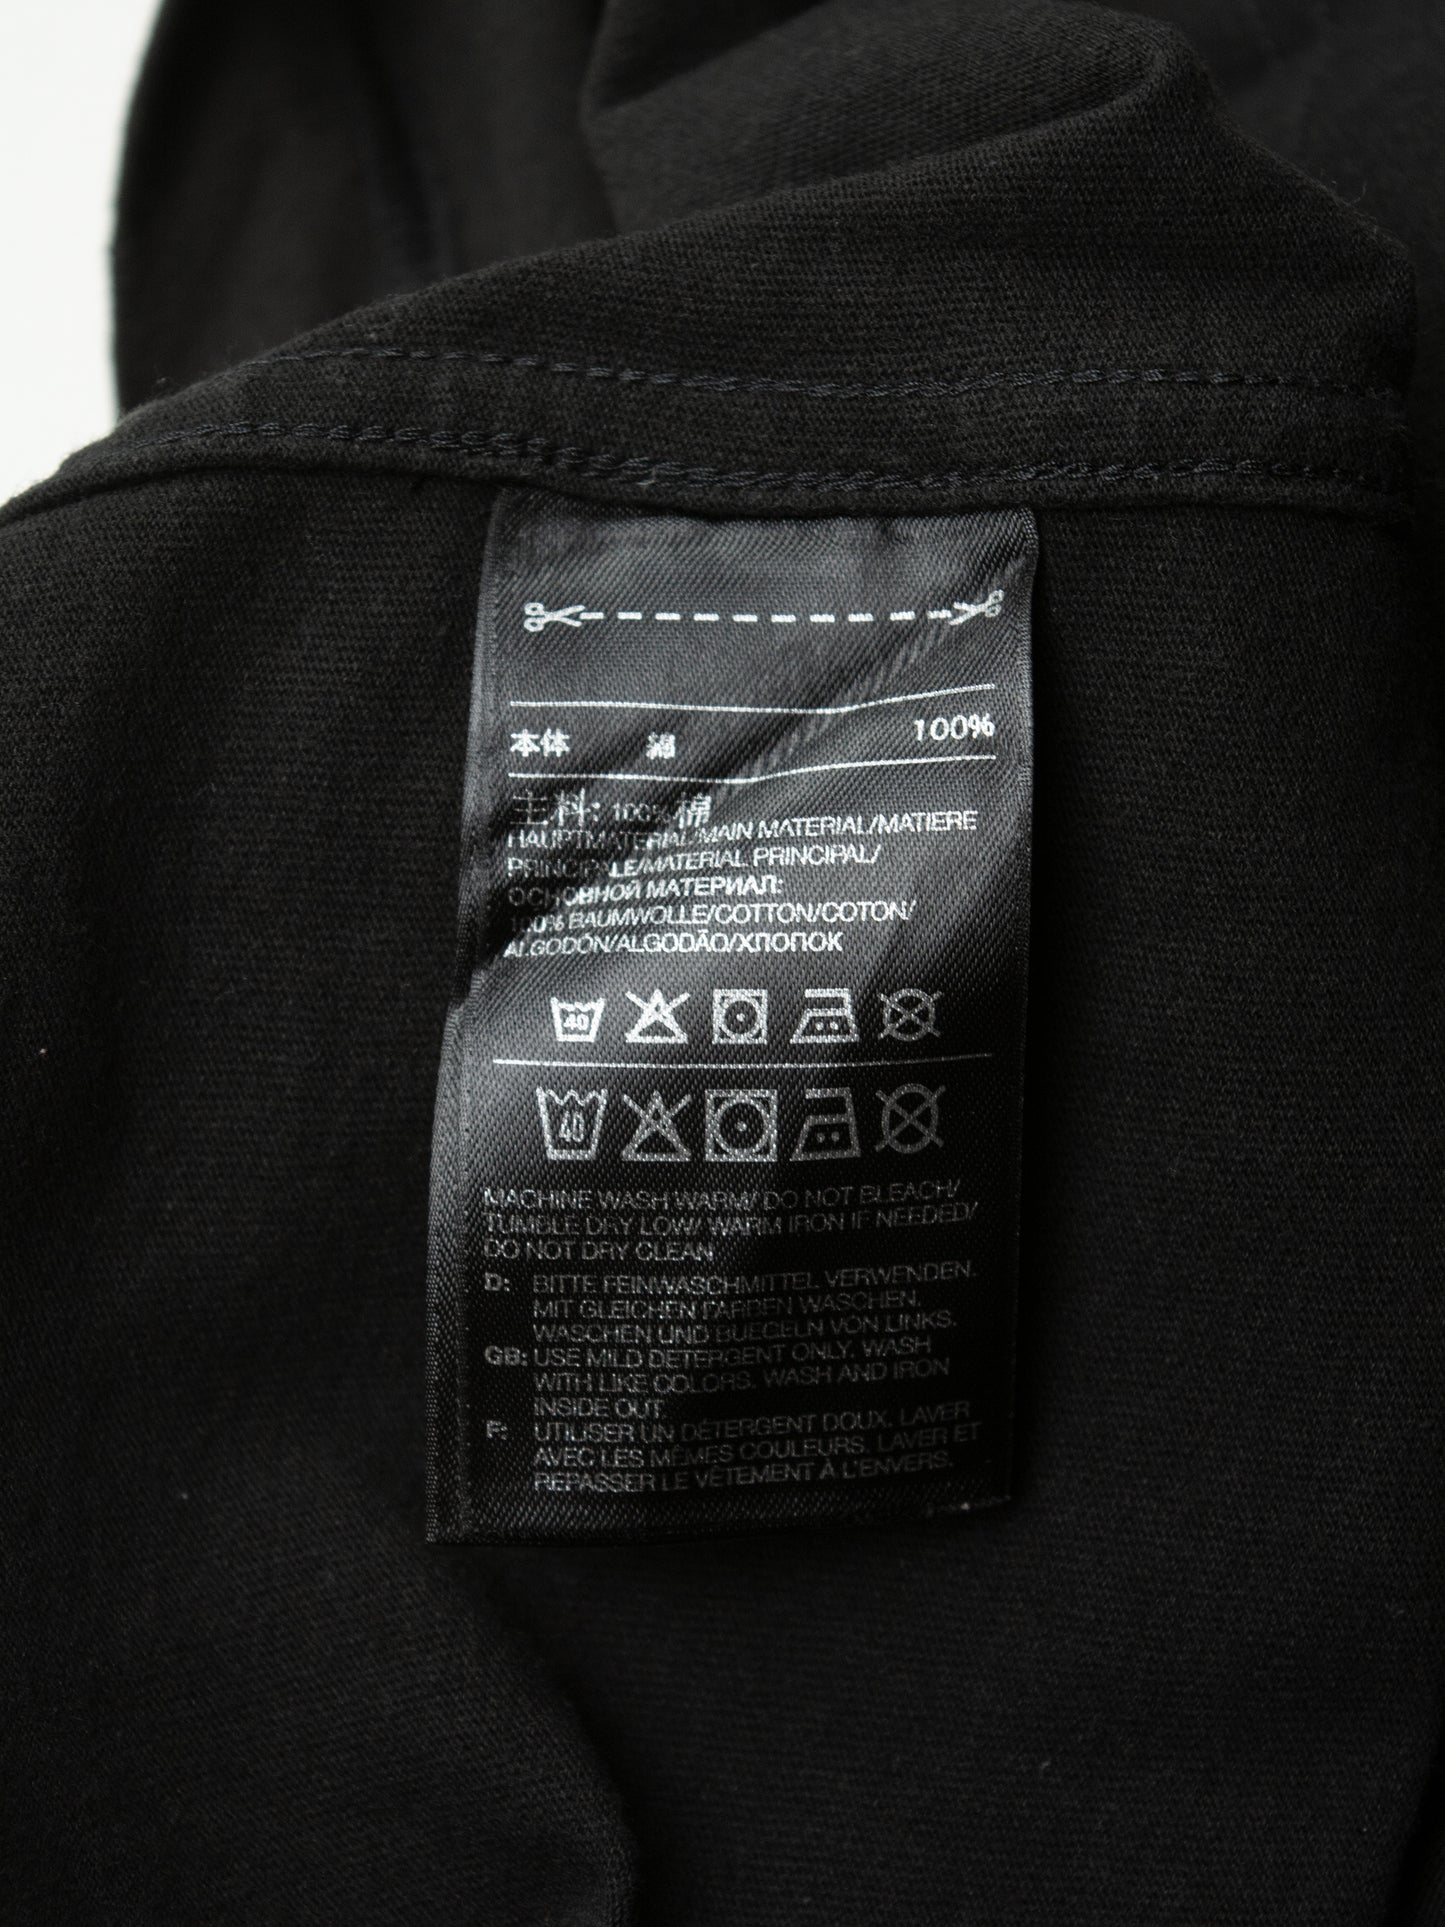 本体 綿 100%
主料: 100% 棉
HAUPTMATERIAL/MAIN MATERIAL/MATIERE
PRINCIPALE/MATERIAL PRINCIPAL/
ОСНОВНОЙ МАТЕРИАЛ:
100% BAUMWOLLE/COTTON/COTON/
ALGODÓN/ALGODÃO/ХЛОПОК
40
40
MACHINE WASH WARM/ DO NOT BLEACH/
TUMBLE DRY LOW/ WARM IRON IF NEEDED/
DO NOT DRY CLEAN
D: BITTE FEINWASCHMITTEL VERWENDEN.
MIT GLEICHEN FARBEN WASCHEN.
WASCHEN UND BUEGELN VON LINKS.
GB: USE MILD DETERGENT ONLY. WASH
WITH LIKE COLORS. WASH AND IRON
INSIDE OUT
F: UTILISER UN DÉTERGENT DOUX. LAVER
AVEC LES MÊMES COULEURS. LAVER ET
REPASSER LE VÊTEMENT À L'ENVERS.